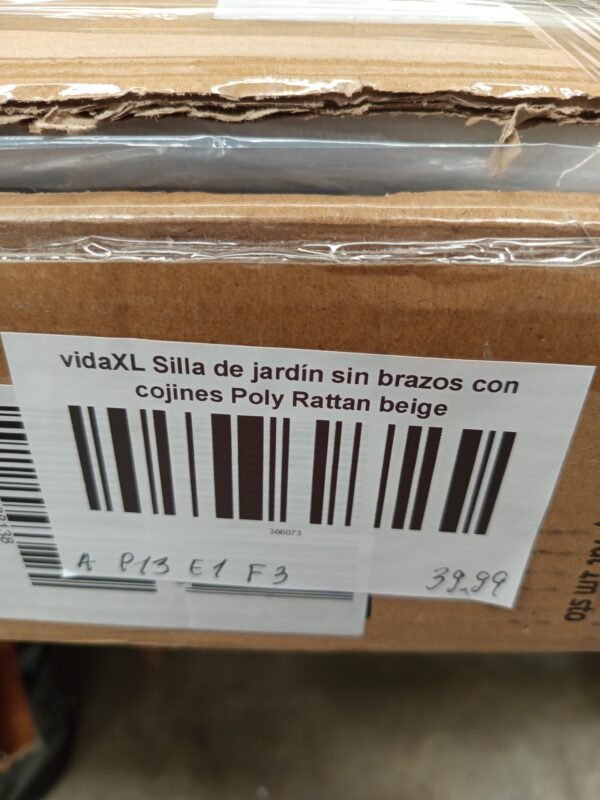 vidaXL Silla de jardín sin brazos con
cojines Poly Rattan beige
366073
A P13 E1 F3
39,99